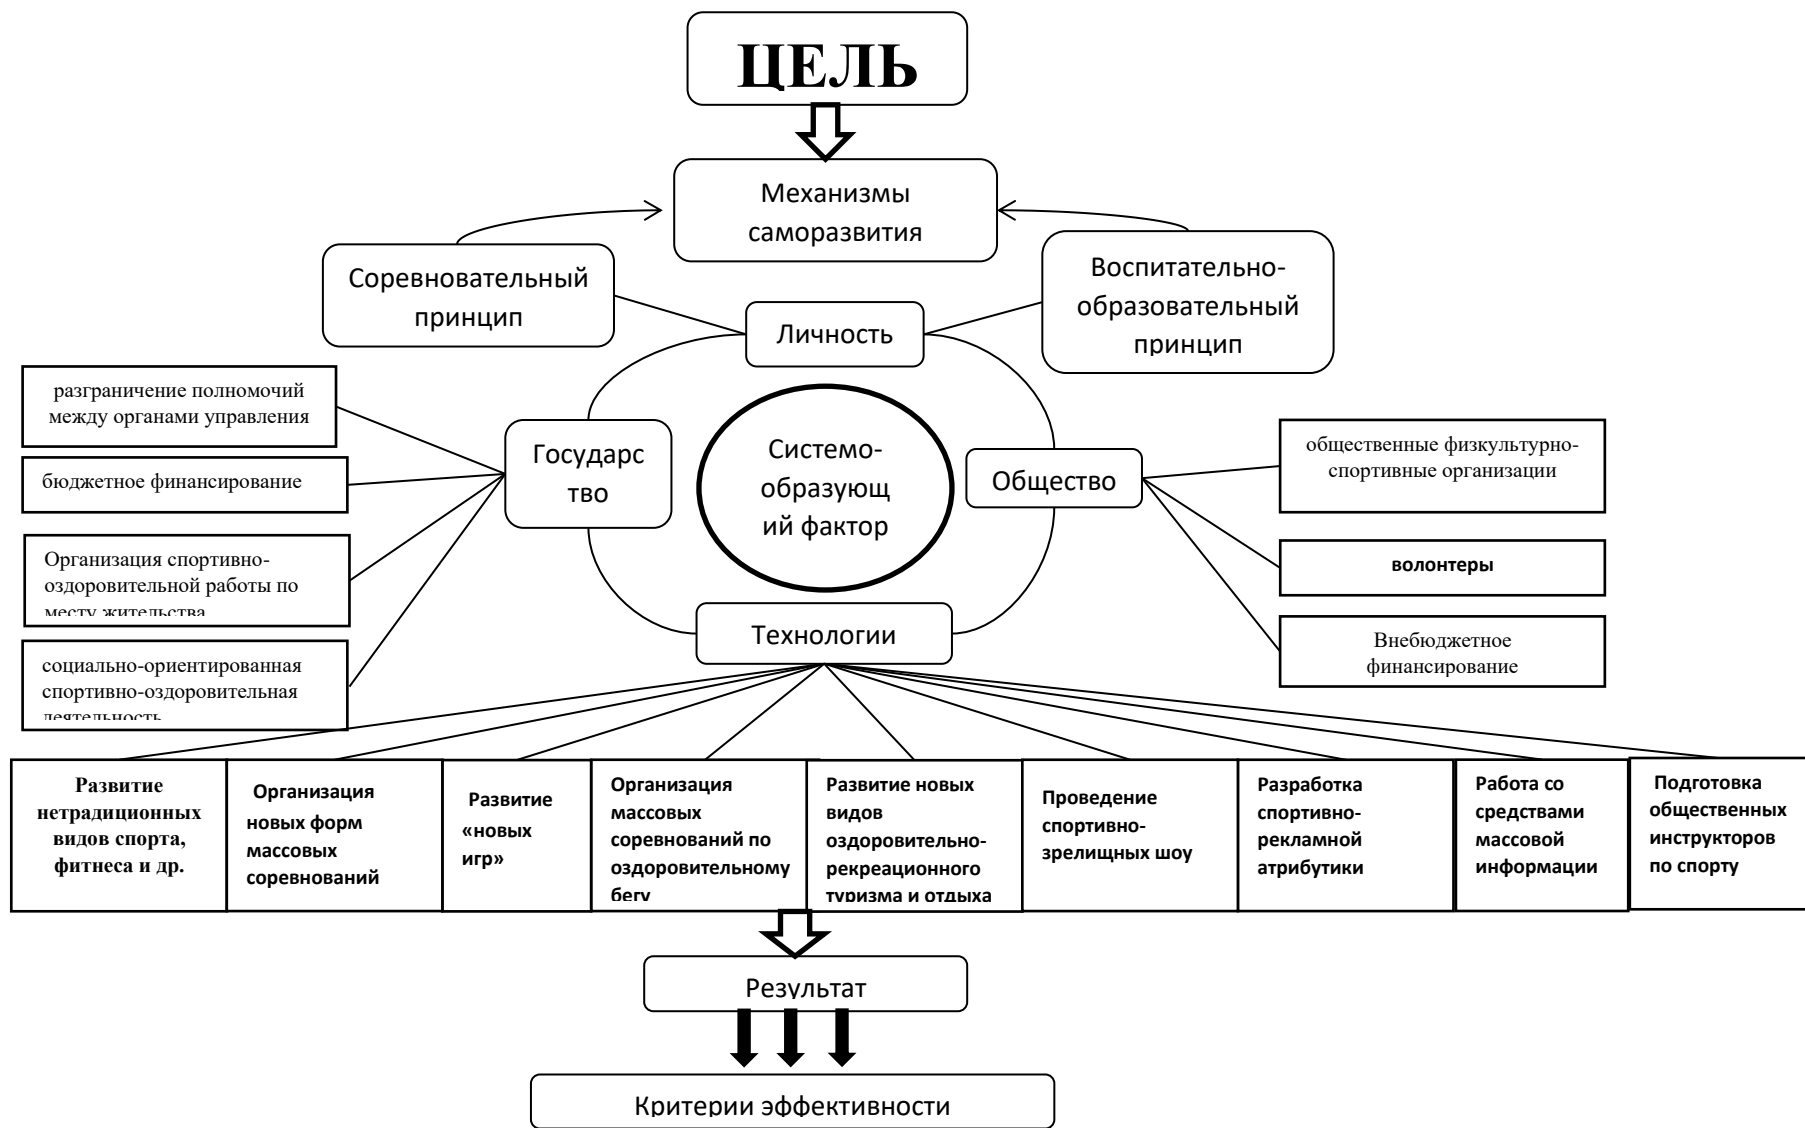 ЦЕЛЬ
Механизмы
саморазвития
Соревновательный
принцип
Воспитательно-
образовательный
принцип
Личность
разграничение полномочий
между органами управления
бюджетное финансирование
Организация спортивно-
оздоровительной работы по
месту жительства
социально-ориентированная
спортивно-оздоровительная
деятельность
Государс
тво
Системо-
образующ
ий фактор
Общество
общественные физкультурно-
спортивные организации
волонтеры
Внебюджетное
финансирование
Технологии
Развитие
нетрадиционных
видов спорта,
фитнеса и др.
Организация
новых форм
массовых
соревнований
Развитие
«новых
игр»
Организация
массовых
соревнований по
оздоровительному
бегу
Развитие новых
видов
оздоровительно-
рекреационного
туризма и отдыха
Проведение
спортивно-
зрелищных шоу
Разработка
спортивно-
рекламной
атрибутики
Работа со
средствами
массовой
информации
Подготовка
общественных
инструкторов
по спорту
Результат
Критерии эффективности